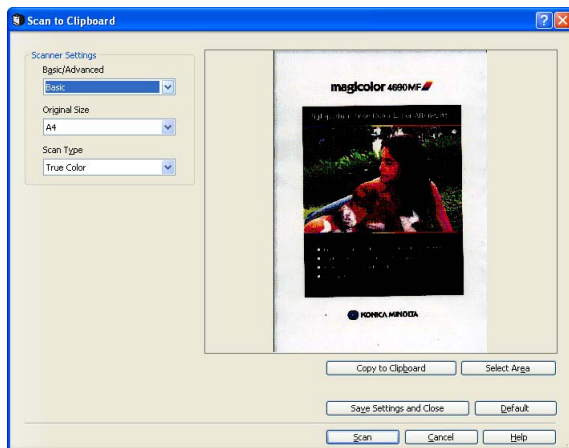 Scan to Clipboard
Scanner Settings
Basic/Advanced
Basic
Original Size
A4
Scan Type
True Color
magicolor 4690MF
KONICA MINOLTA
Copy to Clipboard
Select Area
Save Settings and Close
Default
Scan
Cancel
Help